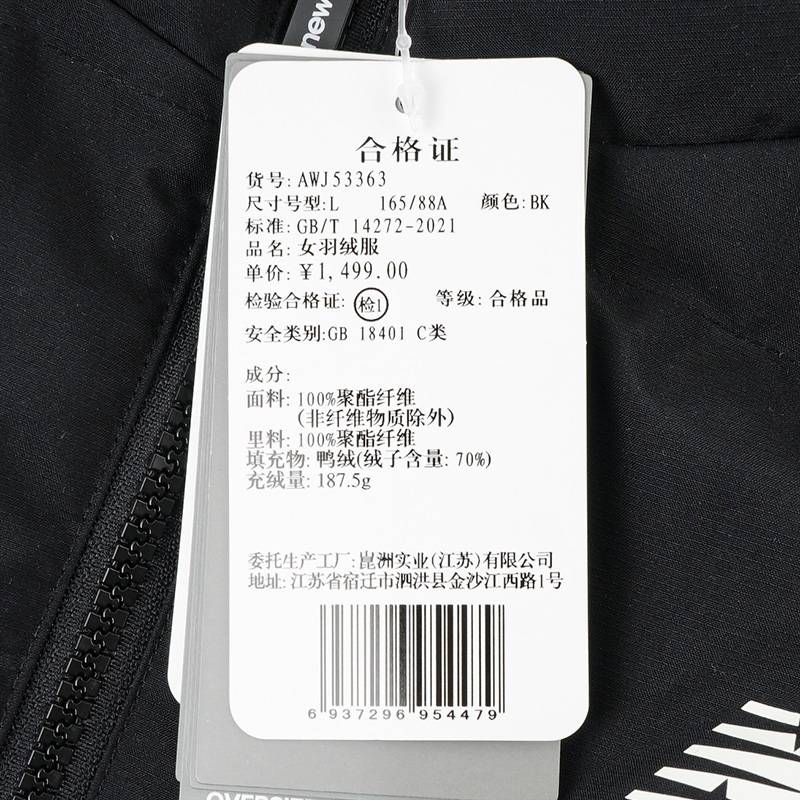 new
合格证
货号: AWJ53363
尺寸号型:L 165/88A 颜色:BK
标准: GB/T 14272-2021
品名: 女羽绒服
单价: ¥1,499.00
检验合格证: 检1 等级: 合格品
安全类别:GB 18401 C类
成分:
面料: 100%聚酯纤维
(非纤维物质除外)
里料: 100%聚酯纤维
填充物: 鸭绒(绒子含量: 70%)
充绒量: 187.5g
委托生产工厂: 崑洲实业(江苏)有限公司
地址: 江苏省宿迁市泗洪县金沙江西路1号
6 937296 954479